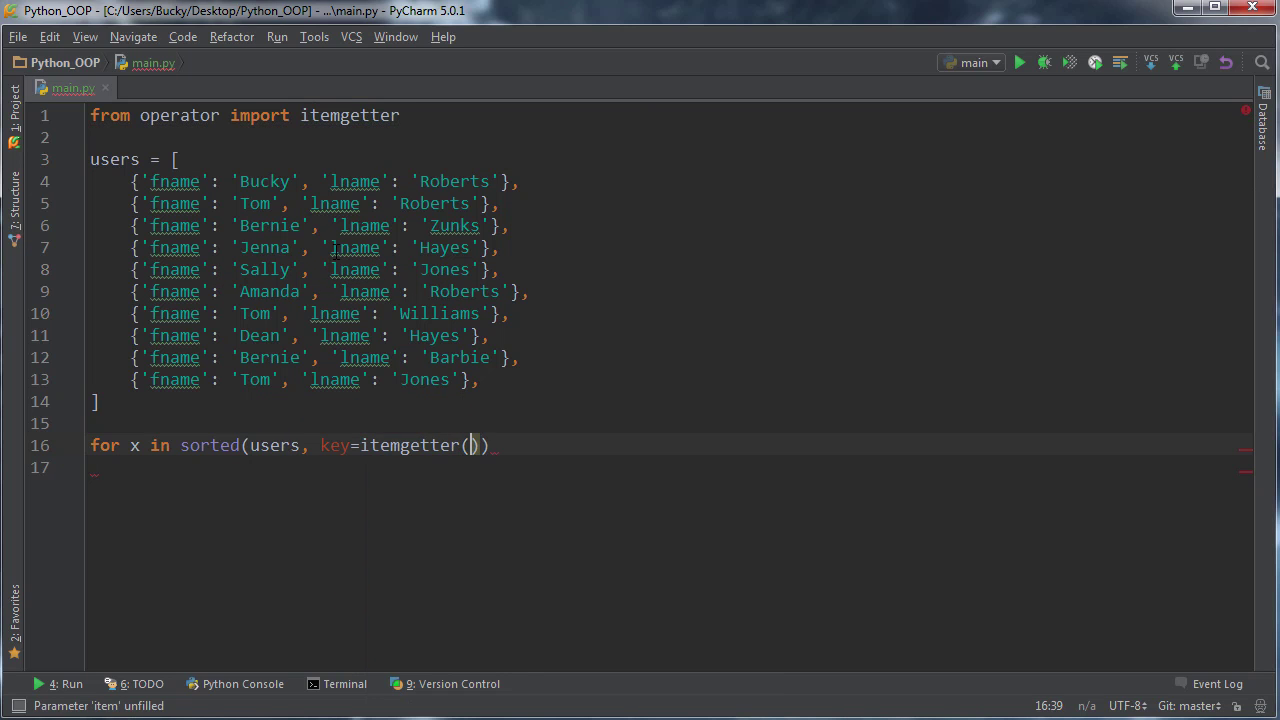 Python_OOP - [C:/Users/Bucky/Desktop/Python_OOP] - ...\main.py - PyCharm 5.0.1
File Edit View Navigate Code Refactor Run Tools VCS Window Help
Python_OOP main.py main VCS VCS
main.py
1 from operator import itemgetter
2
3 users = [
4 {'fname': 'Bucky', 'lname': 'Roberts'},
5 {'fname': 'Tom', 'lname': 'Roberts'},
6 {'fname': 'Bernie', 'lname': 'Zunks'},
7 {'fname': 'Jenna', 'lname': 'Hayes'},
8 {'fname': 'Sally', 'lname': 'Jones'},
9 {'fname': 'Amanda', 'lname': 'Roberts'},
10 {'fname': 'Tom', 'lname': 'Williams'},
11 {'fname': 'Dean', 'lname': 'Hayes'},
12 {'fname': 'Bernie', 'lname': 'Barbie'},
13 {'fname': 'Tom', 'lname': 'Jones'},
14 ]
15
16 for x in sorted(users, key=itemgetter())
17
1: Project
7: Structure
2: Favorites
Database
4: Run 6: TODO Python Console Terminal 9: Version Control Event Log
Parameter 'item' unfilled 16:39 n/a UTF-8 Git: master